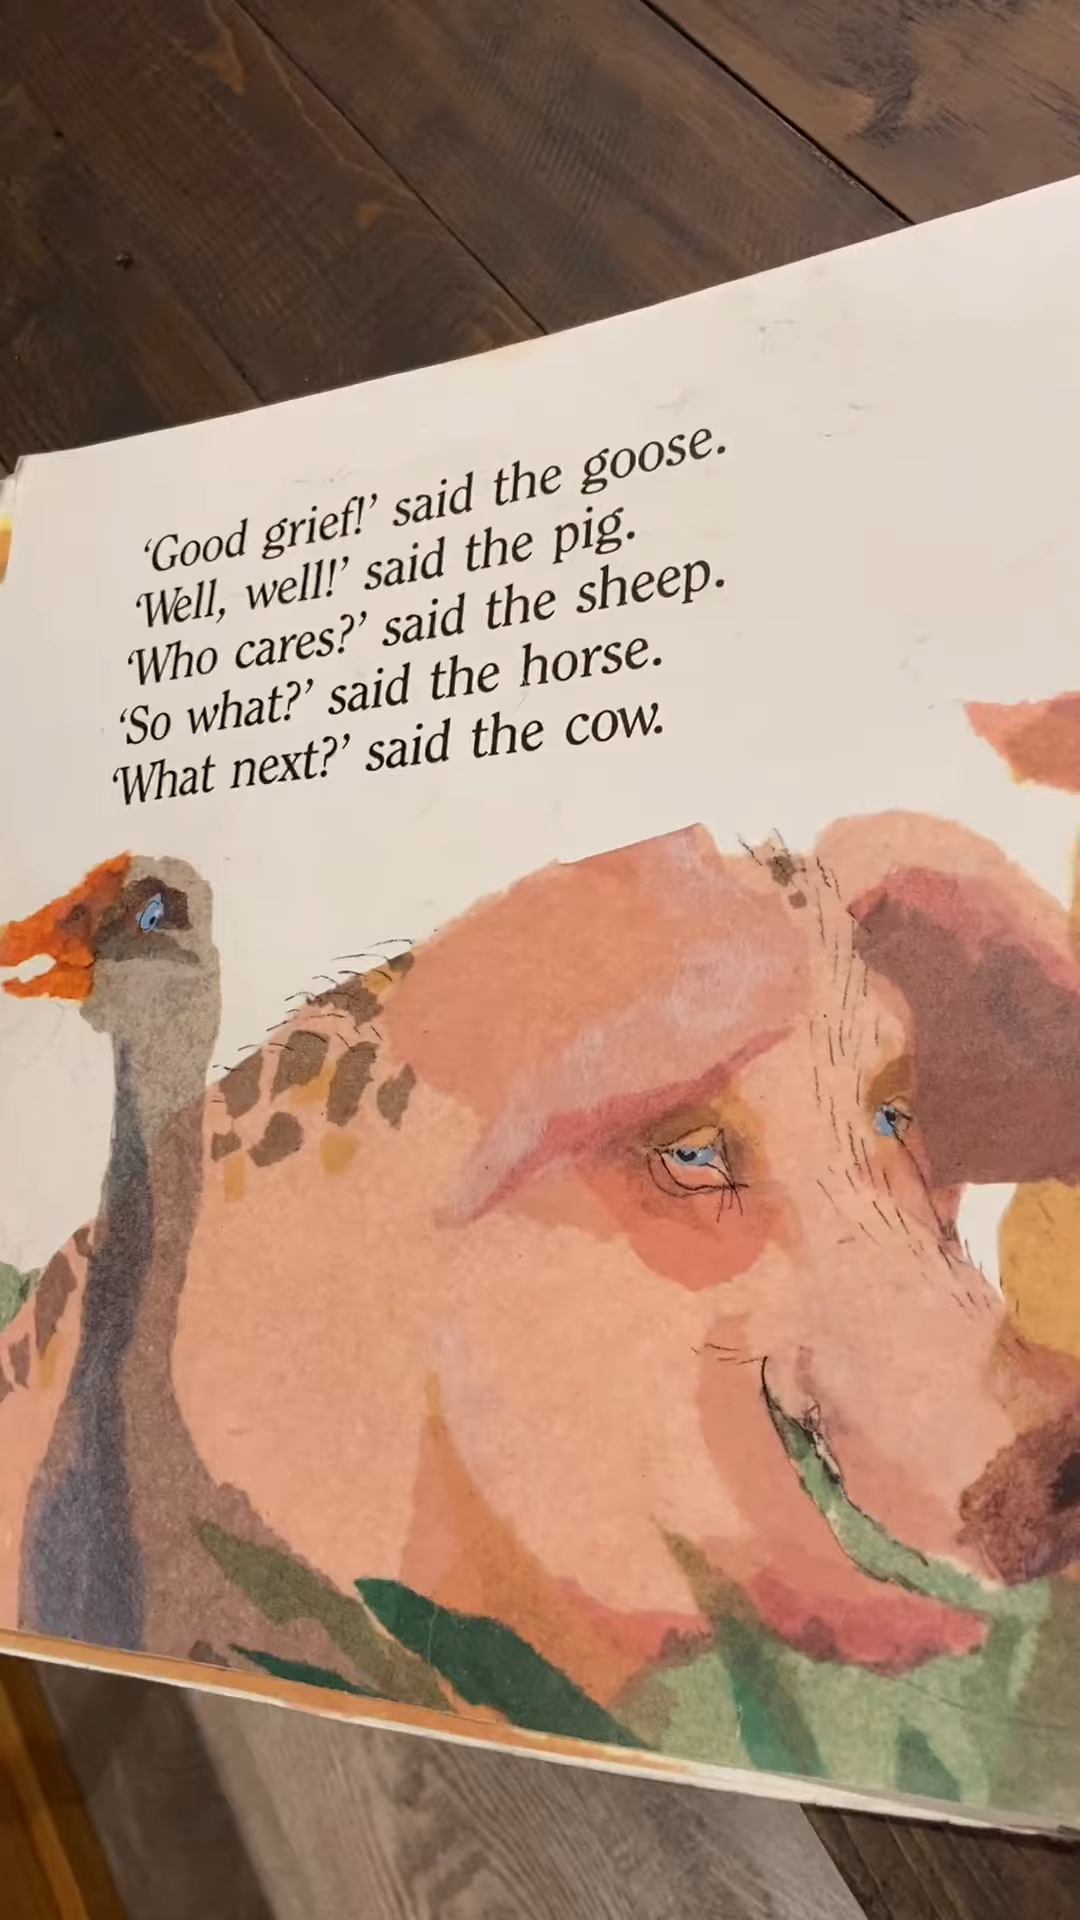 ‘Good grief!’ said the goose.
‘Well, well!’ said the pig.
‘Who cares?’ said the sheep.
‘So what?’ said the horse.
‘What next?’ said the cow.